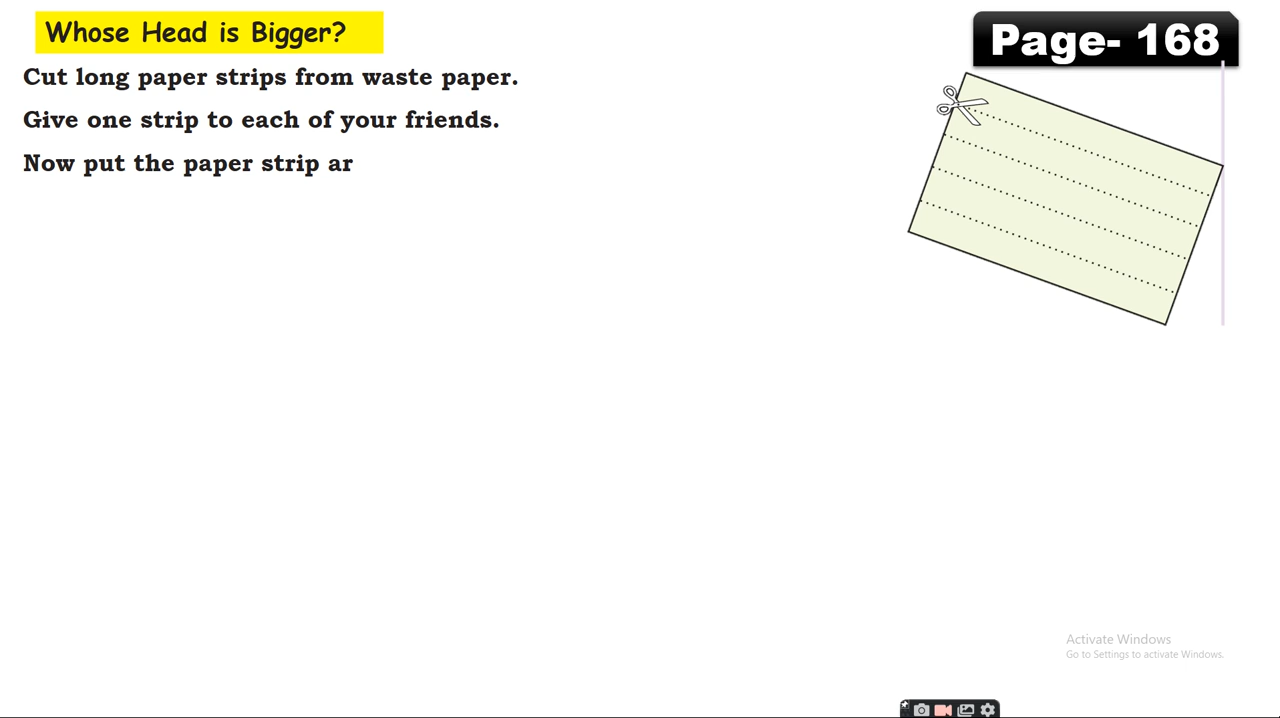 Whose Head is Bigger?
Page- 168
Cut long paper strips from waste paper.
Give one strip to each of your friends.
Now put the paper strip ar
Activate Windows
Go to Settings to activate Windows.